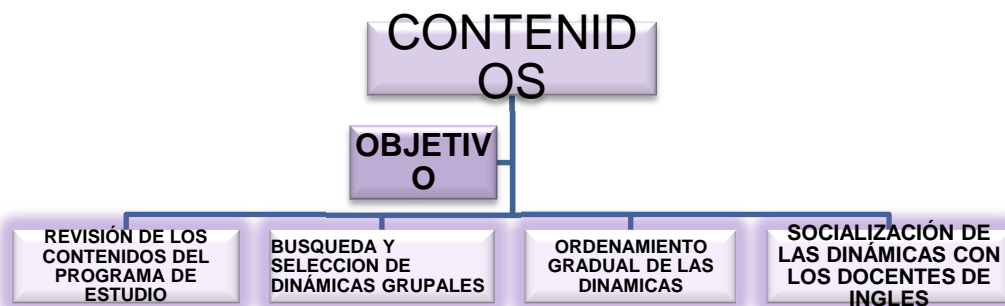 CONTENID
OS
OBJETIV
O
REVISIÓN DE LOS
CONTENIDOS DEL
PROGRAMA DE
ESTUDIO
BUSQUEDA Y
SELECCION DE
DINÁMICAS GRUPALES
ORDENAMIENTO
GRADUAL DE LAS
DINAMICAS
SOCIALIZACIÓN DE
LAS DINÁMICAS CON
LOS DOCENTES DE
INGLES